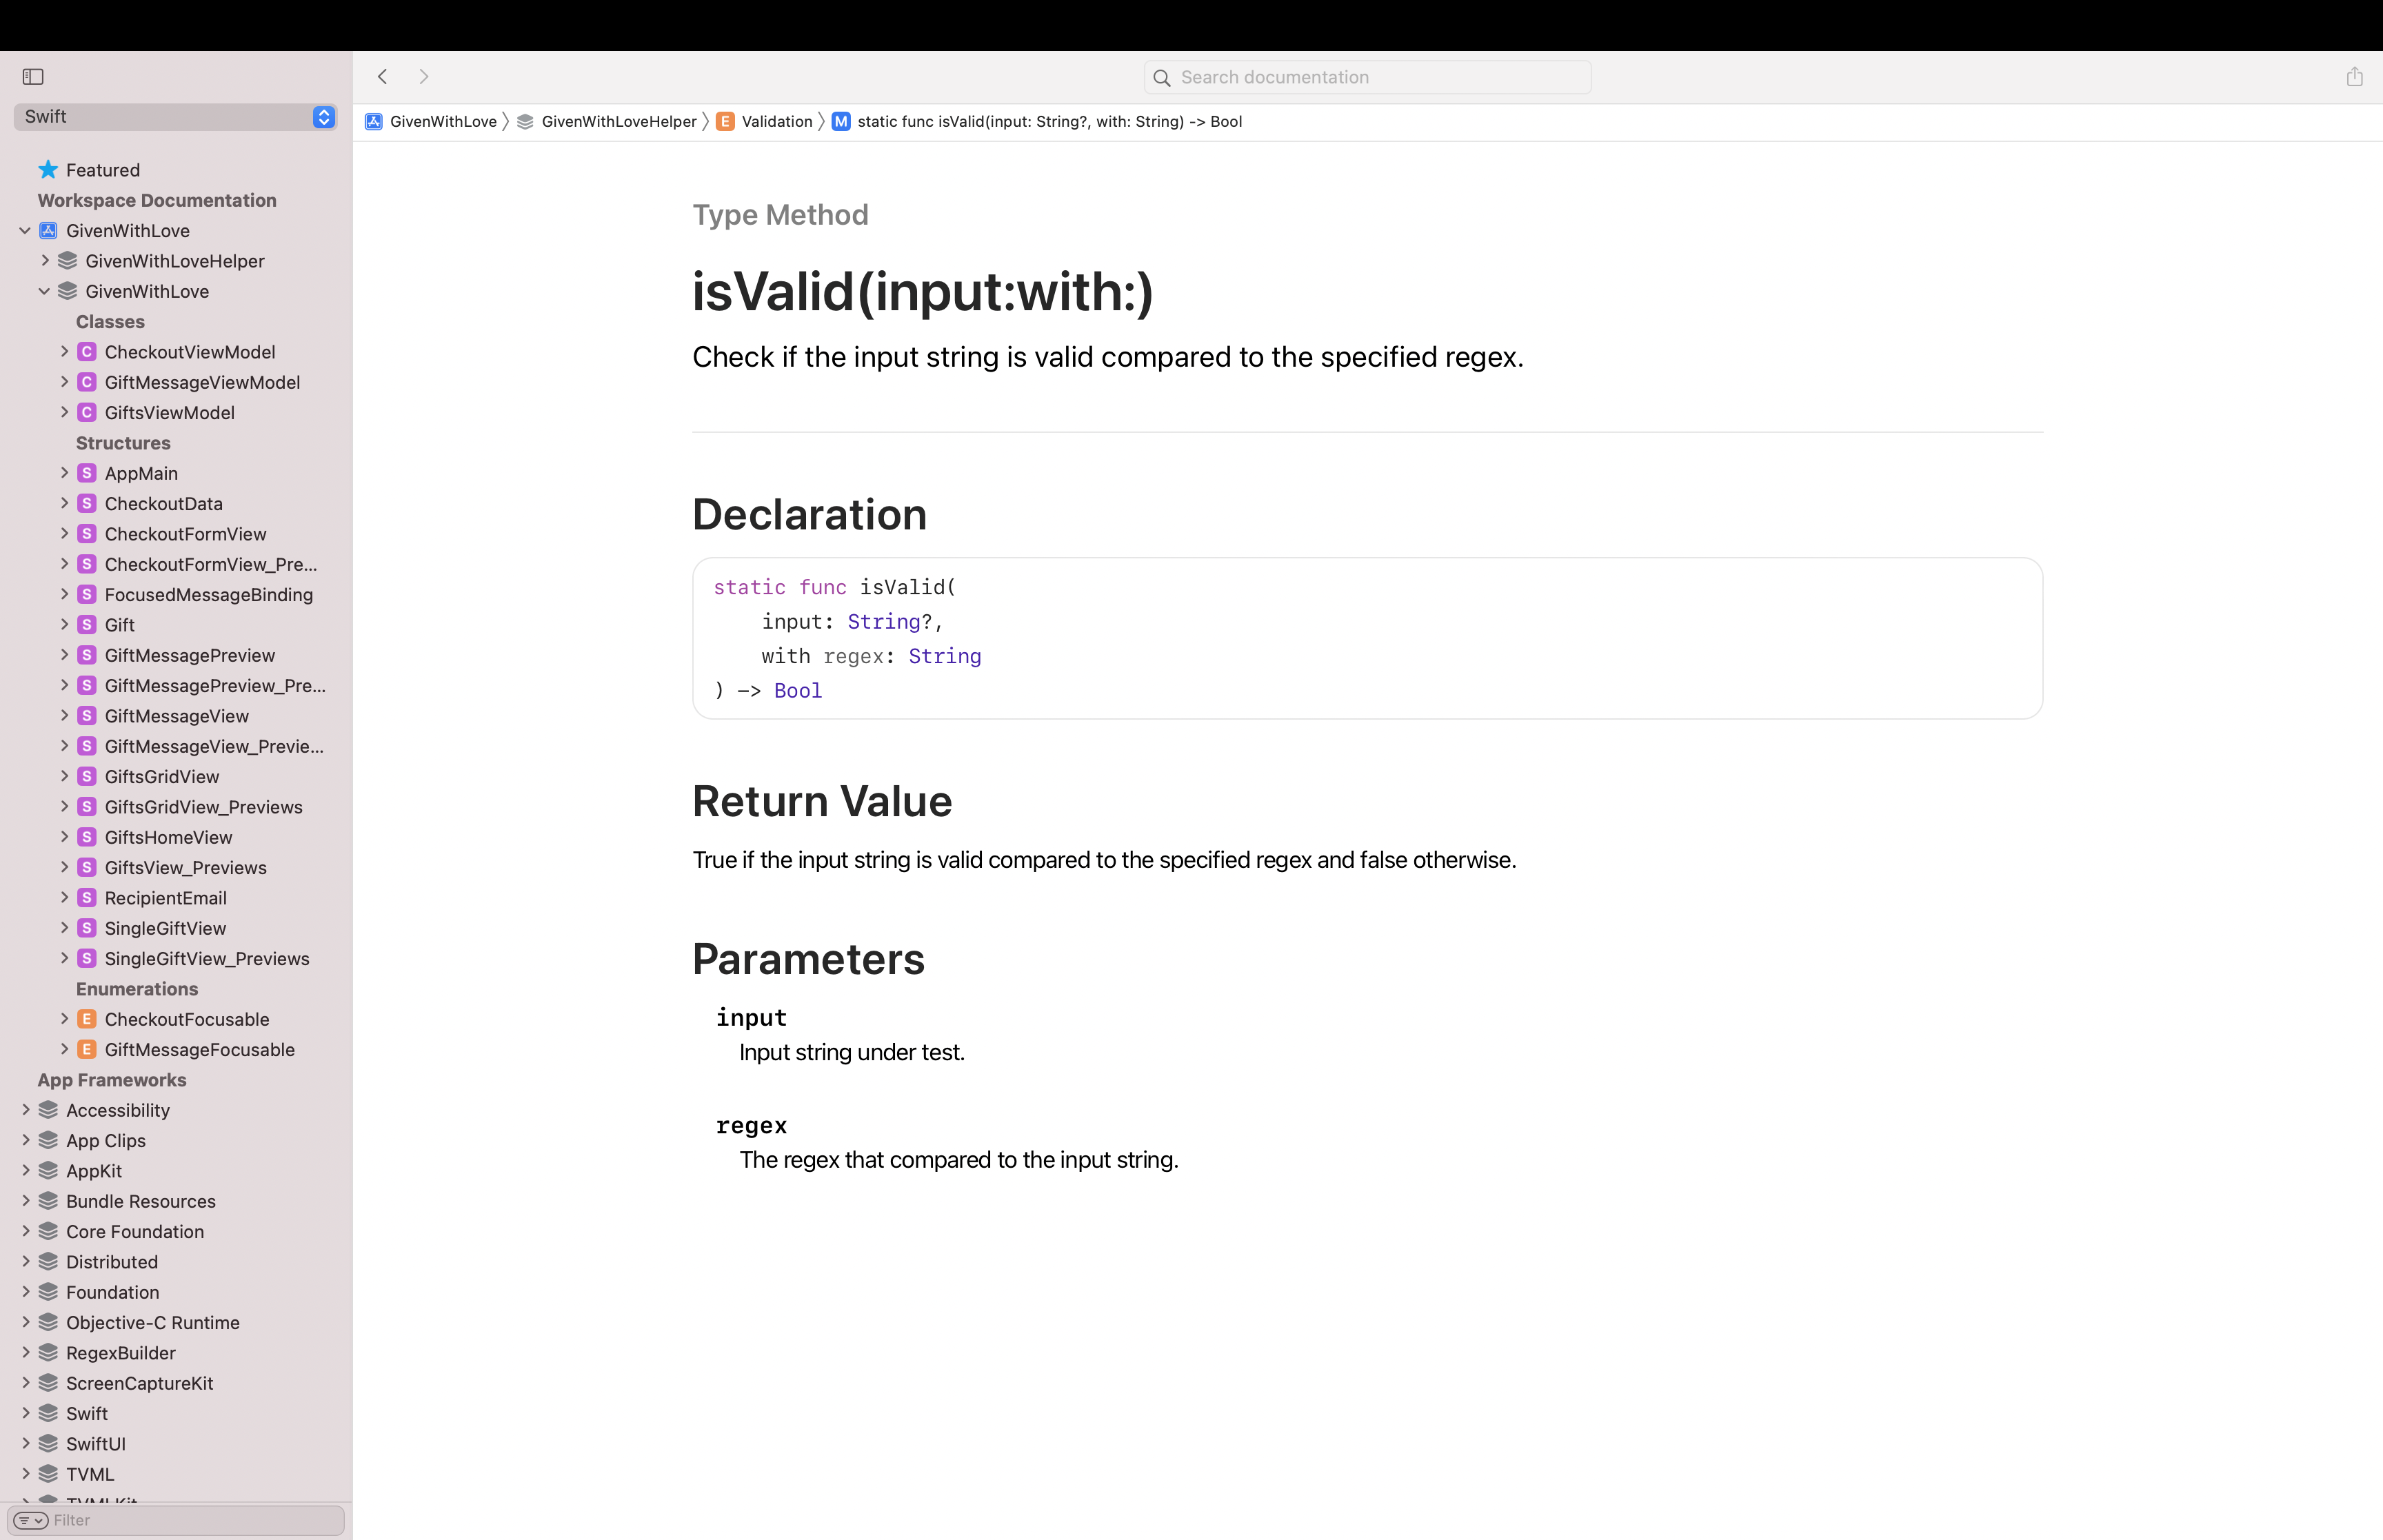 Swift
Featured
Workspace Documentation
GivenWithLove
GivenWithLoveHelper
GivenWithLove
Classes
C CheckoutViewModel
C GiftMessageViewModel
C GiftsViewModel
Structures
S AppMain
S CheckoutData
S CheckoutFormView
S CheckoutFormView_Pre...
S FocusedMessageBinding
S Gift
S GiftMessagePreview
S GiftMessagePreview_Pre...
S GiftMessageView
S GiftMessageView_Previe...
S GiftsGridView
S GiftsGridView_Previews
S GiftsHomeView
S GiftsView_Previews
S RecipientEmail
S SingleGiftView
S SingleGiftView_Previews
Enumerations
E CheckoutFocusable
E GiftMessageFocusable
App Frameworks
Accessibility
App Clips
AppKit
Bundle Resources
Core Foundation
Distributed
Foundation
Objective-C Runtime
RegexBuilder
ScreenCaptureKit
Swift
SwiftUI
TVML
TVMLKit
Filter
Search documentation
GivenWithLove 〉 GivenWithLoveHelper 〉 E Validation 〉 M static func isValid(input: String?, with: String) -> Bool
Type Method
isValid(input:with:)
Check if the input string is valid compared to the specified regex.
Declaration
static func isValid(
input: String?,
with regex: String
) -> Bool
Return Value
True if the input string is valid compared to the specified regex and false otherwise.
Parameters
input
Input string under test.
regex
The regex that compared to the input string.